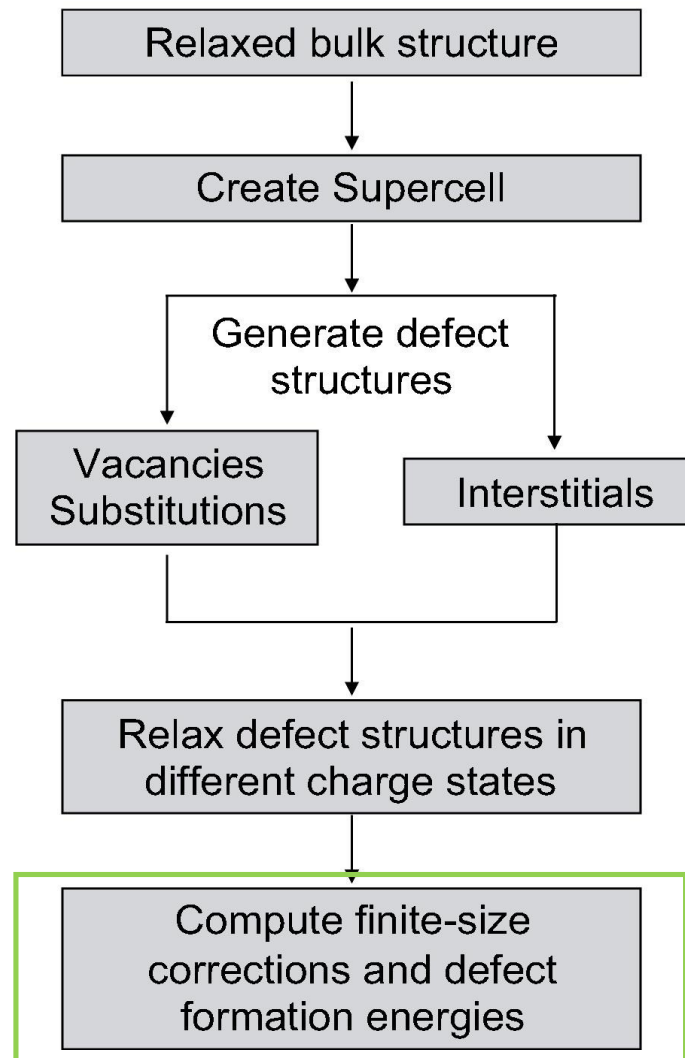 Relaxed bulk structure
Create Supercell
Generate defect
structures
Vacancies
Substitutions
Interstitials
Relax defect structures in
different charge states
Compute finite-size
corrections and defect
formation energies